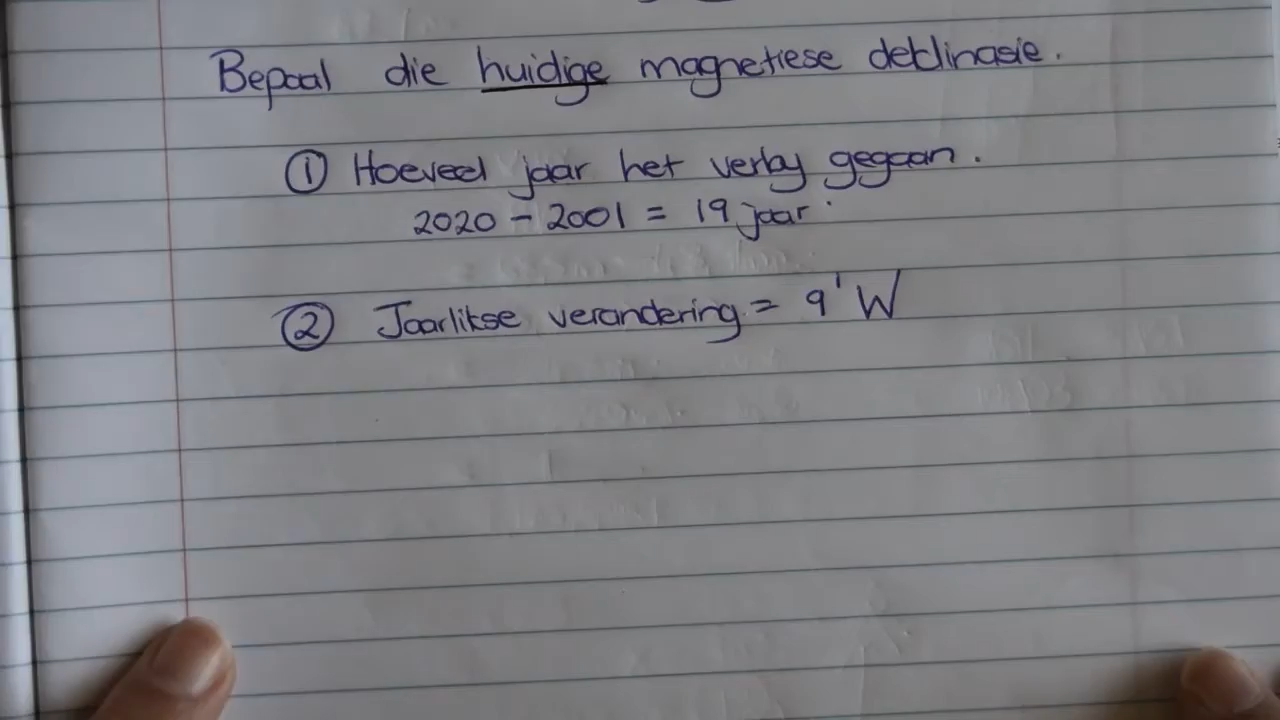 Bepaal die huidige magnetiese deklinasie.
① Hoeveel jaar het verby gegaan.
2020 - 2001 = 19 jaar
② Jaarlikse verandering = 9' W